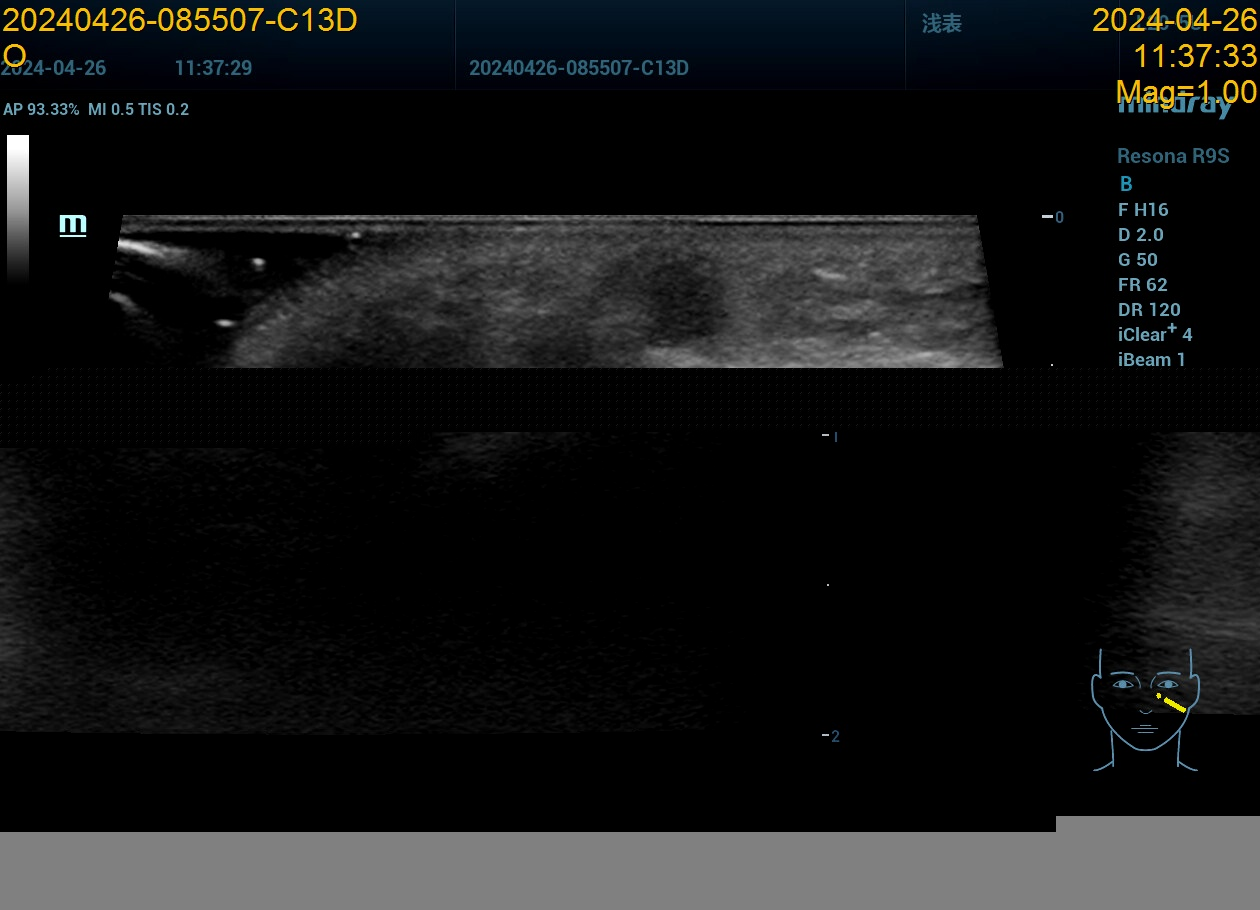 20240426-085507-C13D
O
2024-04-26 11:37:29 20240426-085507-C13D
浅表
2024-04-26
11:37:33
Mag=1.00
AP 93.33% MI 0.5 TIS 0.2
mindray
Resona R9S
B
F H16
D 2.0
G 50
FR 62
DR 120
iClear+ 4
iBeam 1
m
0
1
2